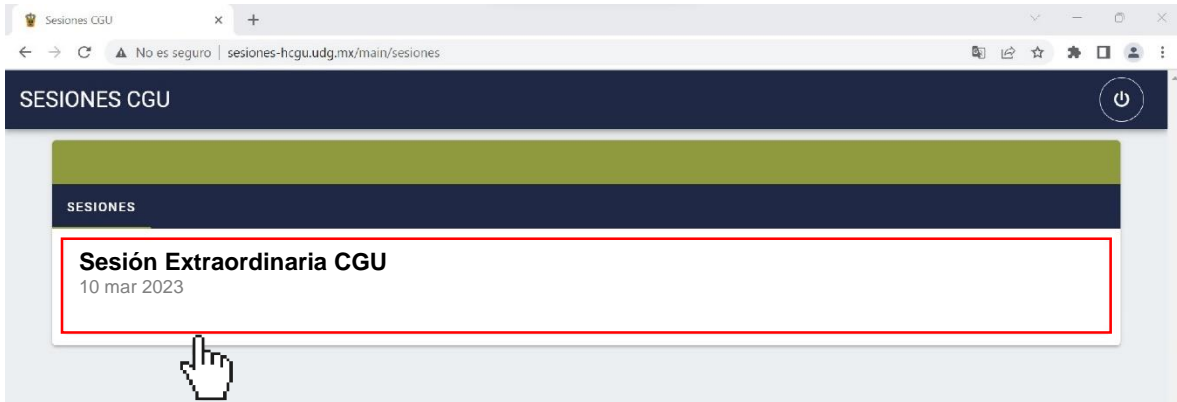 Sesiones CGU
No es seguro | sesiones-hcgu.udg.mx/main/sesiones
SESIONES CGU
SESIONES
Sesión Extraordinaria CGU
10 mar 2023